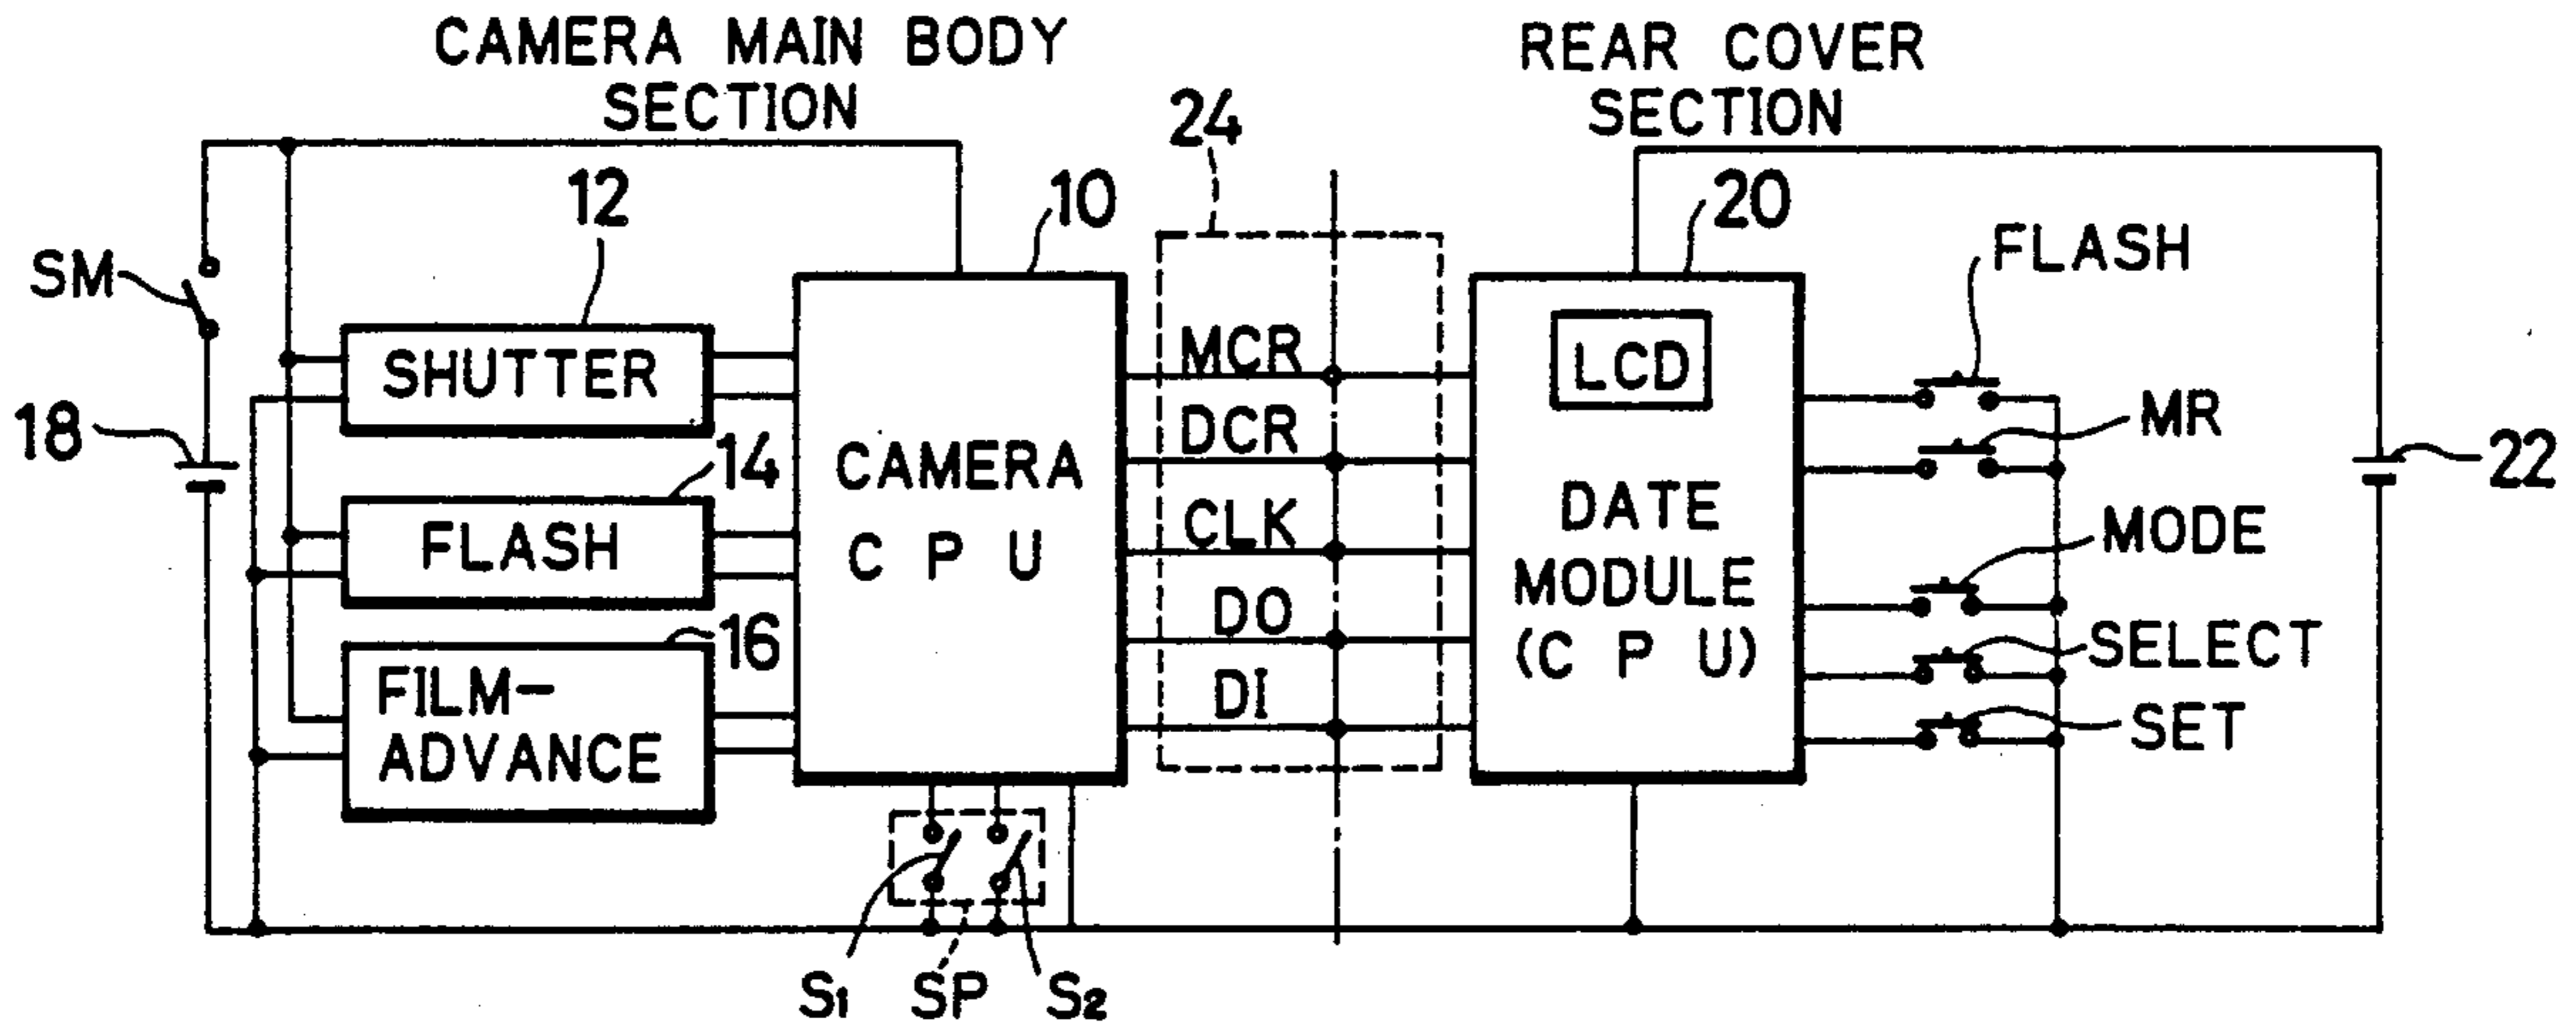 CAMERA MAIN BODY
SECTION
REAR COVER
SECTION
24
12
10
20
FLASH
SM
SHUTTER
MCR
LCD
MR
18
14
DCR
22
CAMERA
C P U
FLASH
CLK
DATE
MODULE
(C P U)
MODE
16
DO
SELECT
FILM-
ADVANCE
DI
SET
S1
SP
S2